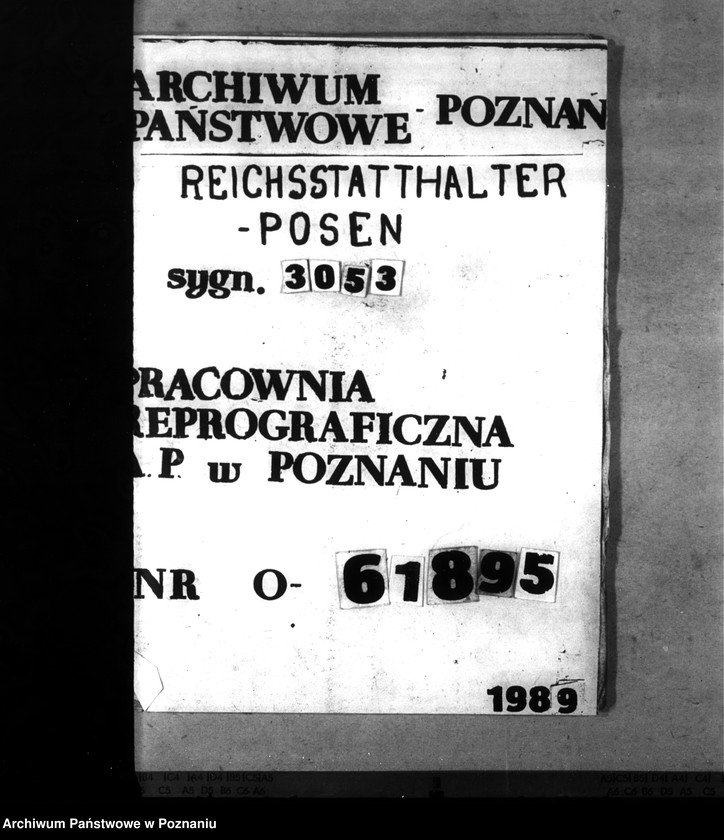 ARCHIWUM
PAŃSTWOWE - POZNAŃ
REICHSSTATTHALTER
-POSEN
sygn. 3053
PRACOWNIA
REPROGRAFICZNA
A.P. w POZNANIU
NR O- 61895
1989
Archiwum Państwowe w Poznaniu